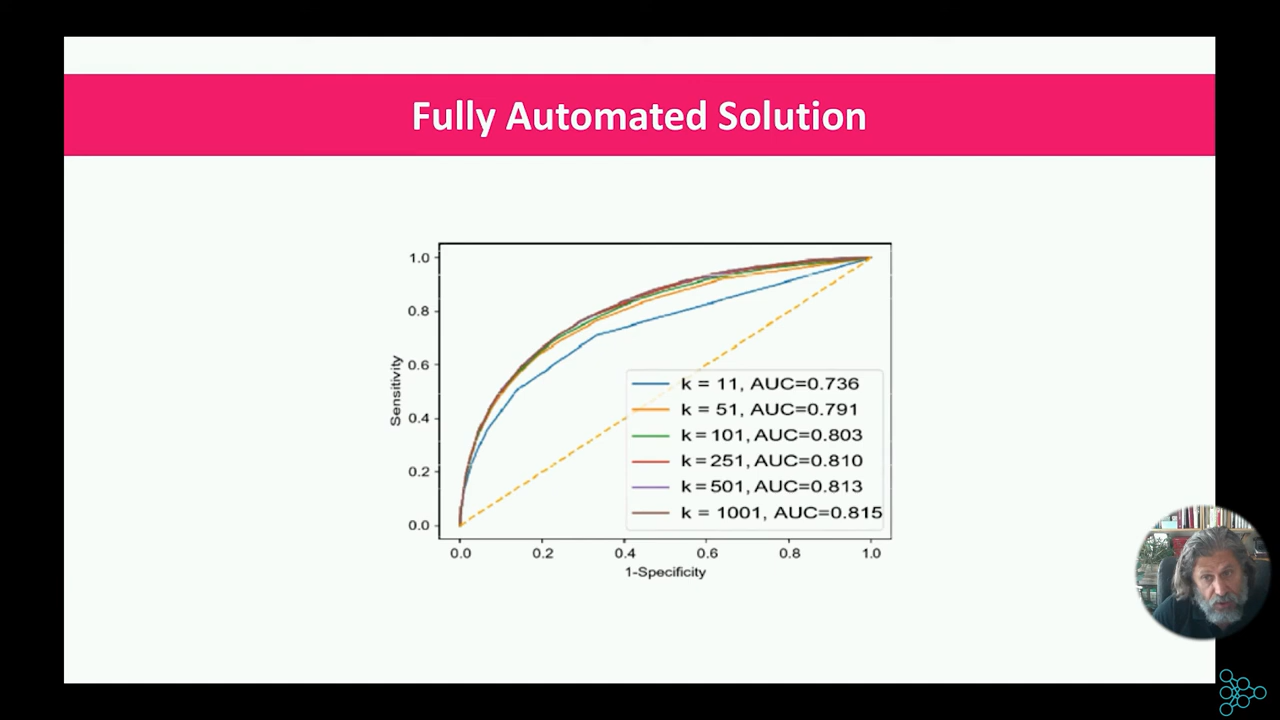 Fully Automated Solution
1.0
0.8
0.6
0.4
0.2
0.0
Sensitivity
k = 11, AUC=0.736
k = 51, AUC=0.791
k = 101, AUC=0.803
k = 251, AUC=0.810
k = 501, AUC=0.813
k = 1001, AUC=0.815
0.0 0.2 0.4 0.6 0.8 1.0
1-Specificity